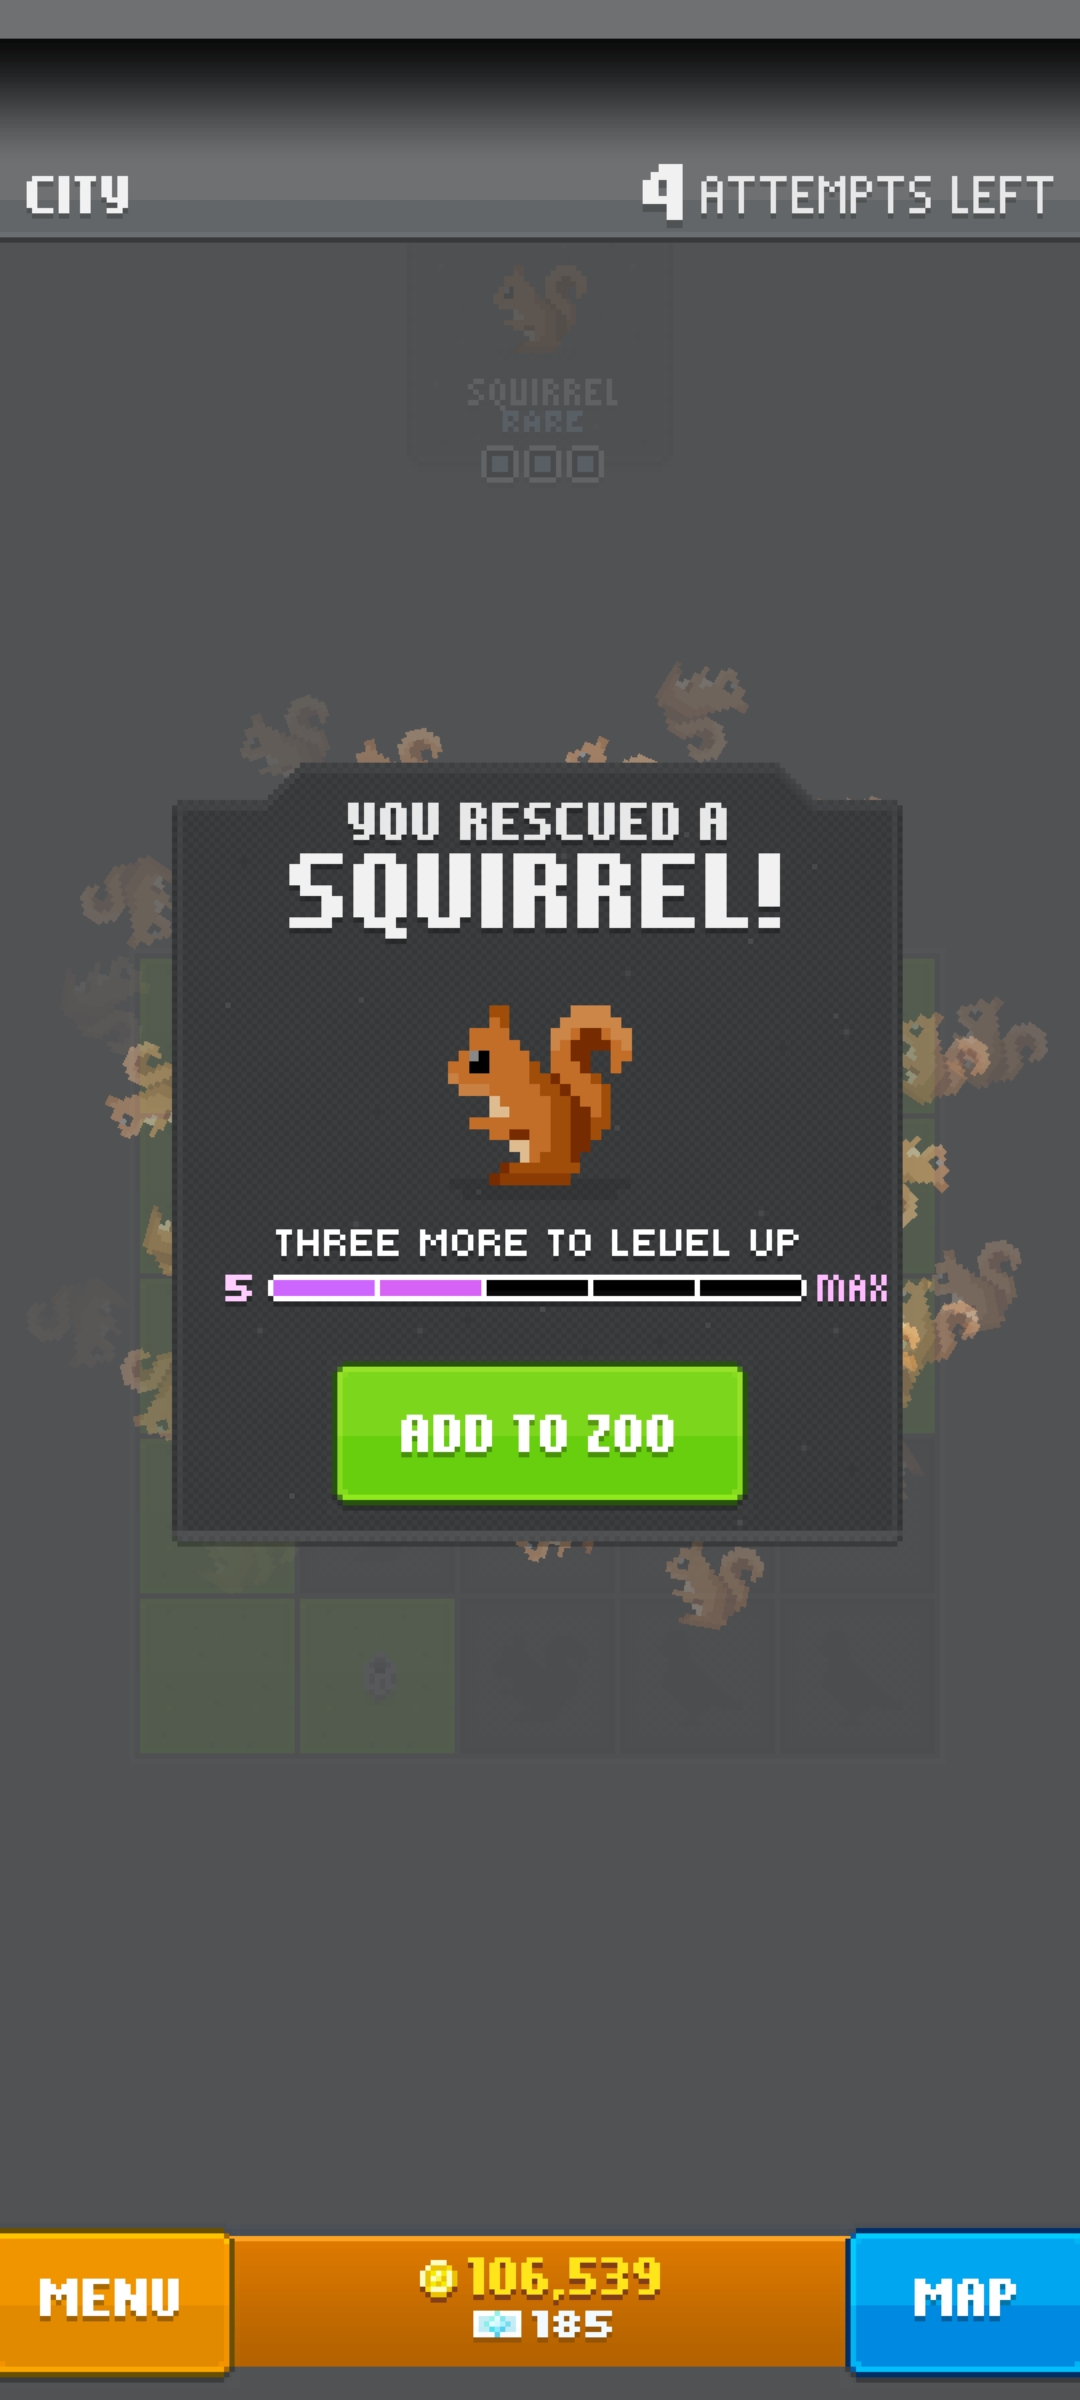 CITY
4 ATTEMPTS LEFT
SQUIRREL
RARE
YOU RESCUED A
SQUIRREL!
THREE MORE TO LEVEL UP
5 MAX
ADD TO ZOO
MENU
106,539
185
MAP